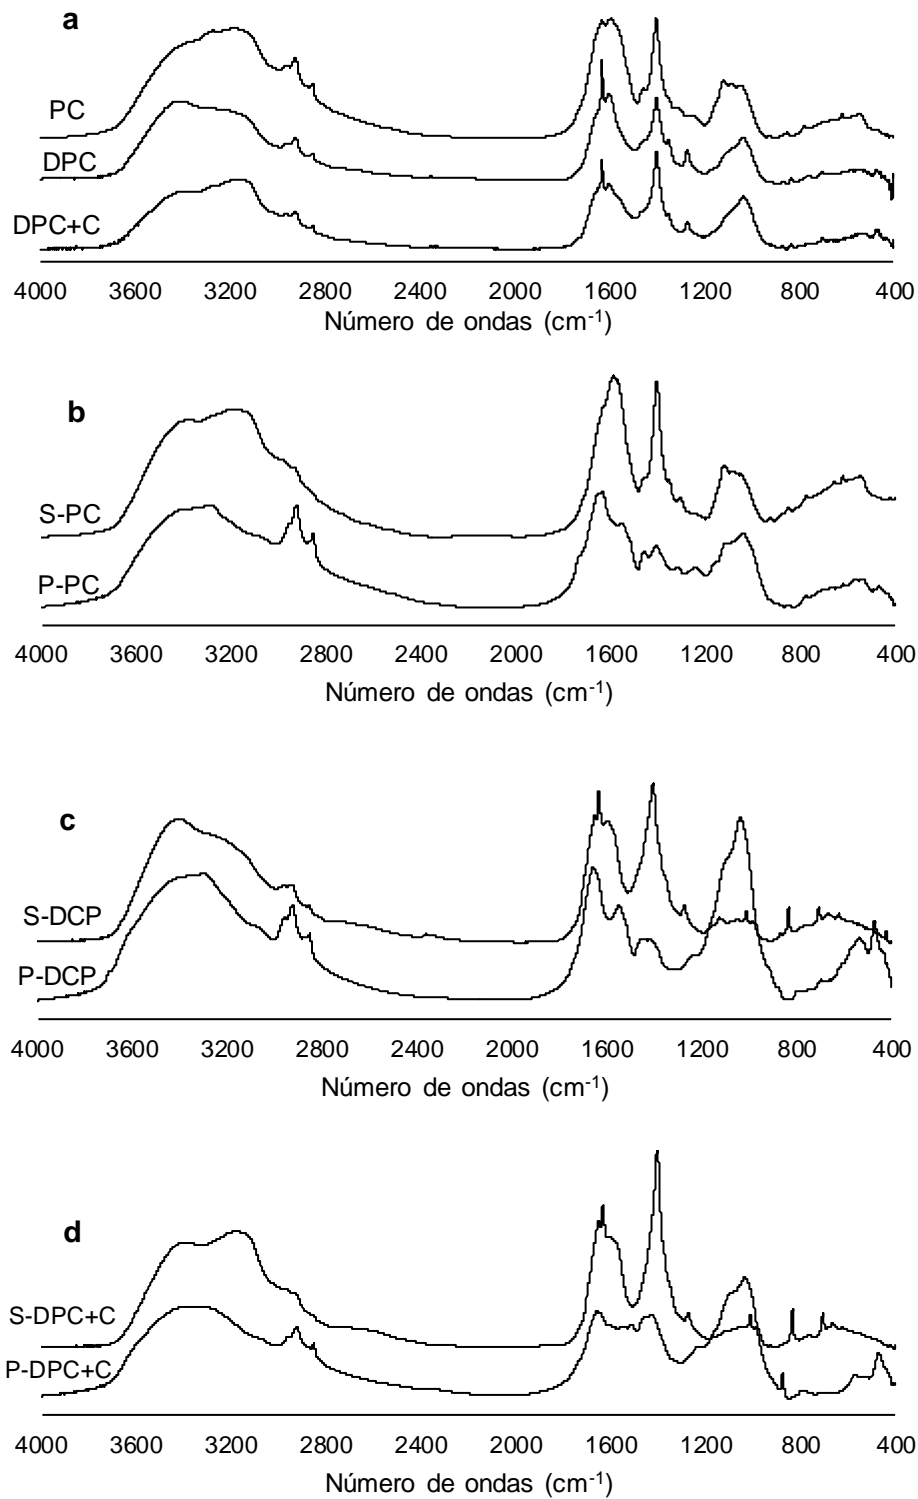 a
PC
DPC
DPC+C
4000 3600 3200 2800 2400 2000 1600 1200 800 400
Número de ondas (cm-1)
b
S-PC
P-PC
4000 3600 3200 2800 2400 2000 1600 1200 800 400
Número de ondas (cm-1)
c
S-DCP
P-DCP
4000 3600 3200 2800 2400 2000 1600 1200 800 400
Número de ondas (cm-1)
d
S-DPC+C
P-DPC+C
4000 3600 3200 2800 2400 2000 1600 1200 800 400
Número de ondas (cm-1)